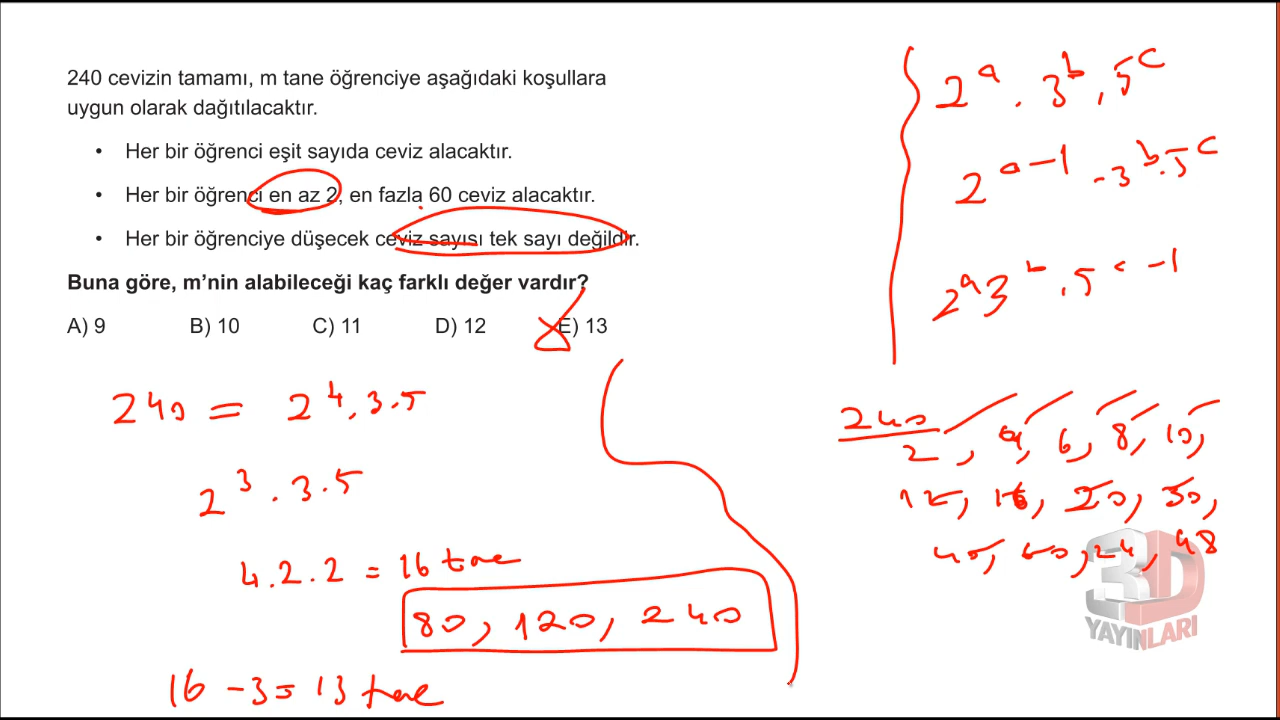 240 cevizin tamamı, m tane öğrenciye aşağıdaki koşullara
uygun olarak dağıtılacaktır.
• Her bir öğrenci eşit sayıda ceviz alacaktır.
• Her bir öğrenci en az 2, en fazla 60 ceviz alacaktır.
• Her bir öğrenciye düşecek ceviz sayısı tek sayı değildir.
Buna göre, m'nin alabileceği kaç farklı değer vardır?
A) 9 B) 10 C) 11 D) 12 E) 13
240 = 2^4 . 3 . 5
2^3 . 3 . 5
4 . 2 . 2 = 16 tane
80, 120, 240
16 - 3 = 13 tane
2^a . 3^b . 5^c
2^a-1 . 3^b . 5^c
2^a 3^b . 5^c-1
240
2, 4, 6, 8, 10,
12, 16, 20, 30,
40, 60, 24, 48
3D
YAYINLARI